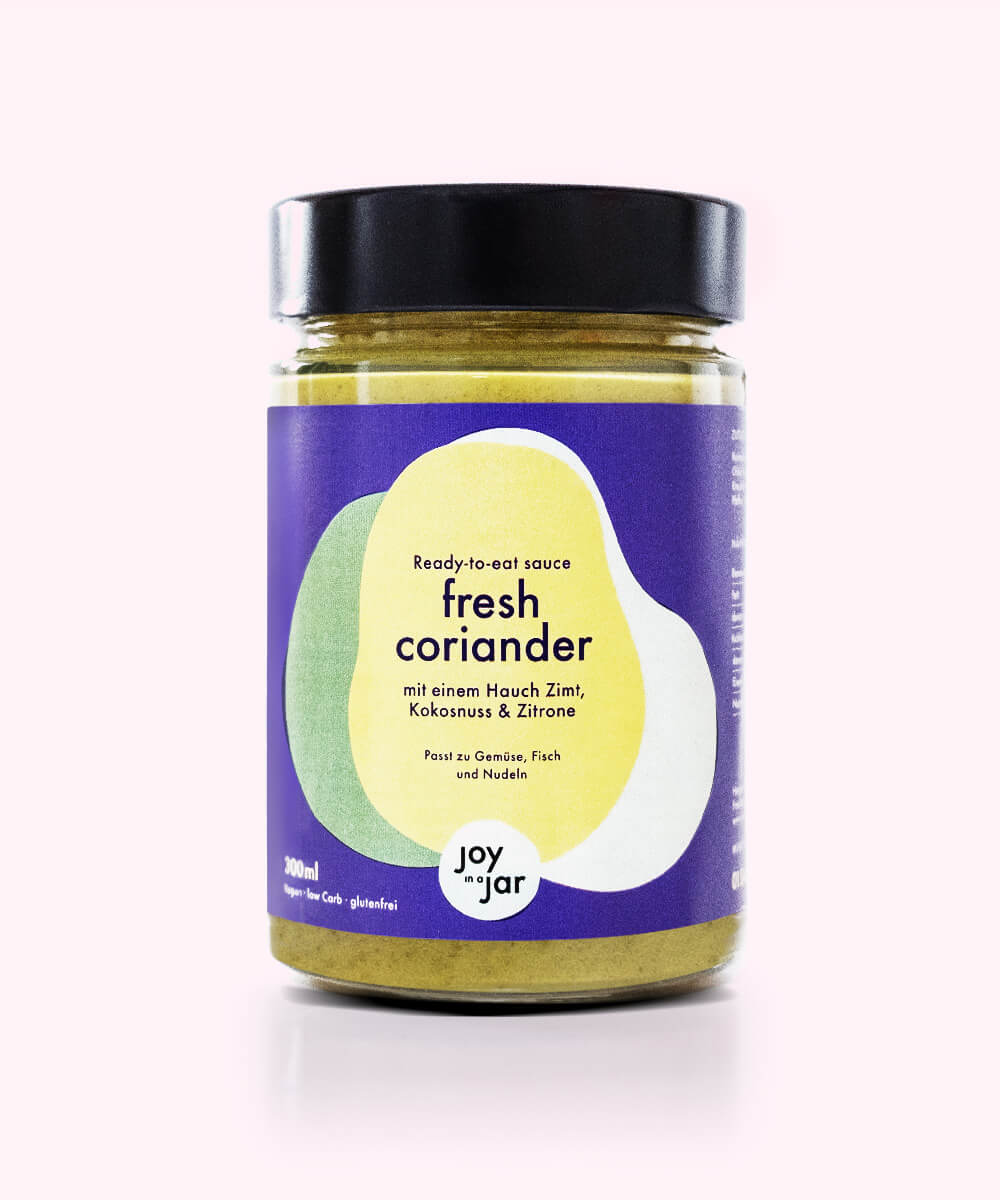 Ready-to-eat sauce
fresh
coriander
mit einem Hauch Zimt,
Kokosnuss & Zitrone
Passt zu Gemüse, Fisch
und Nudeln
joy
in a
jar
300ml
Vegan · low Carb · glutenfrei